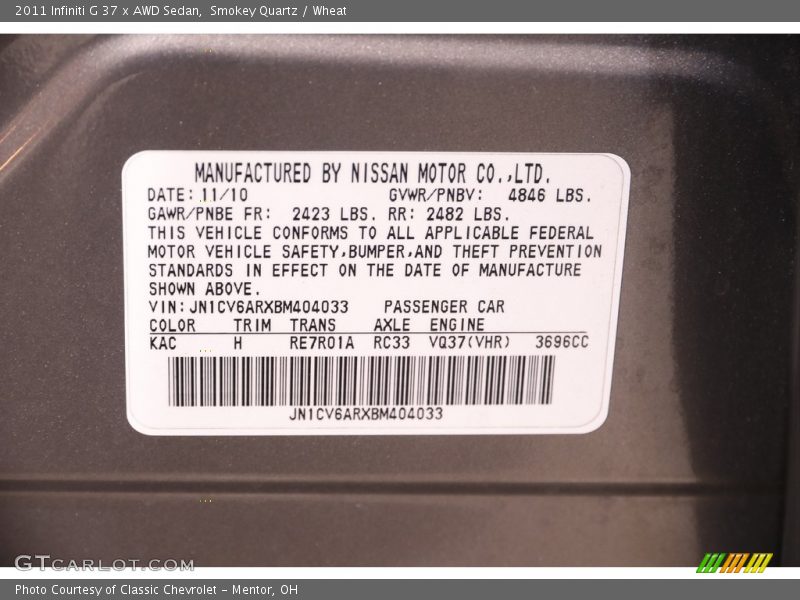 2011 Infiniti G 37 x AWD Sedan, Smokey Quartz / Wheat
MANUFACTURED BY NISSAN MOTOR CO.,LTD.
DATE: 11/10 GVWR/PNBV: 4846 LBS.
GAWR/PNBE FR: 2423 LBS. RR: 2482 LBS.
THIS VEHICLE CONFORMS TO ALL APPLICABLE FEDERAL
MOTOR VEHICLE SAFETY,BUMPER,AND THEFT PREVENTION
STANDARDS IN EFFECT ON THE DATE OF MANUFACTURE
SHOWN ABOVE.
VIN: JN1CV6ARXBM404033 PASSENGER CAR
COLOR TRIM TRANS AXLE ENGINE
KAC H RE7R01A RC33 VQ37(VHR) 3696CC
JN1CV6ARXBM404033
GTCARLOT.COM
Photo Courtesy of Classic Chevrolet - Mentor, OH